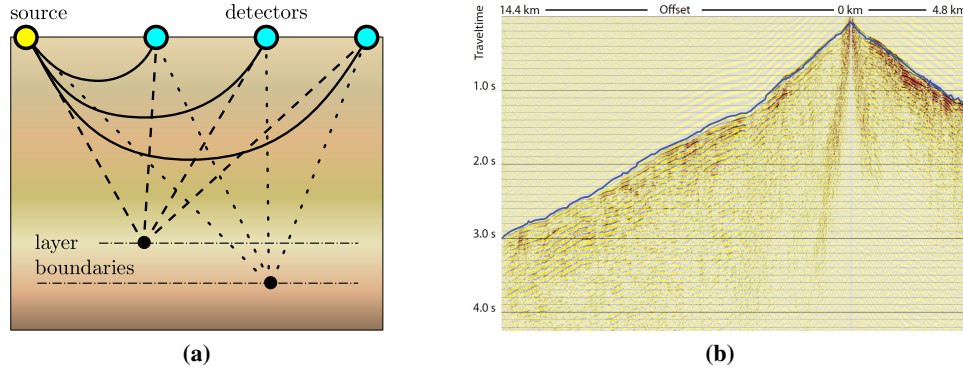 source
detectors
layer
boundaries
(a)
14.4 km
Offset
0 km
4.8 km
Traveltime
1.0 s
2.0 s
3.0 s
4.0 s
(b)